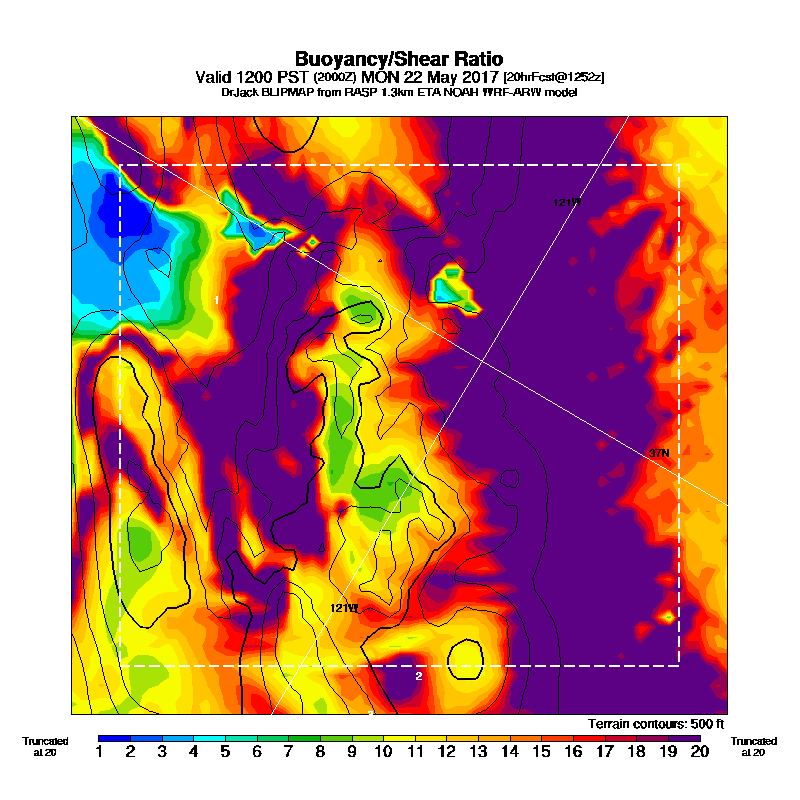 Buoyancy/Shear Ratio
Valid 1200 PST (2000Z) MON 22 May 2017 [20hrFcst@1252z]
DrJack BLIPMAP from RASP 1.3km ETA NOAH WRF-ARW model
121W
1
37N
121W
2
Terrain contours: 500 ft
Truncated at 20
1 2 3 4 5 6 7 8 9 10 11 12 13 14 15 16 17 18 19 20
Truncated at 20